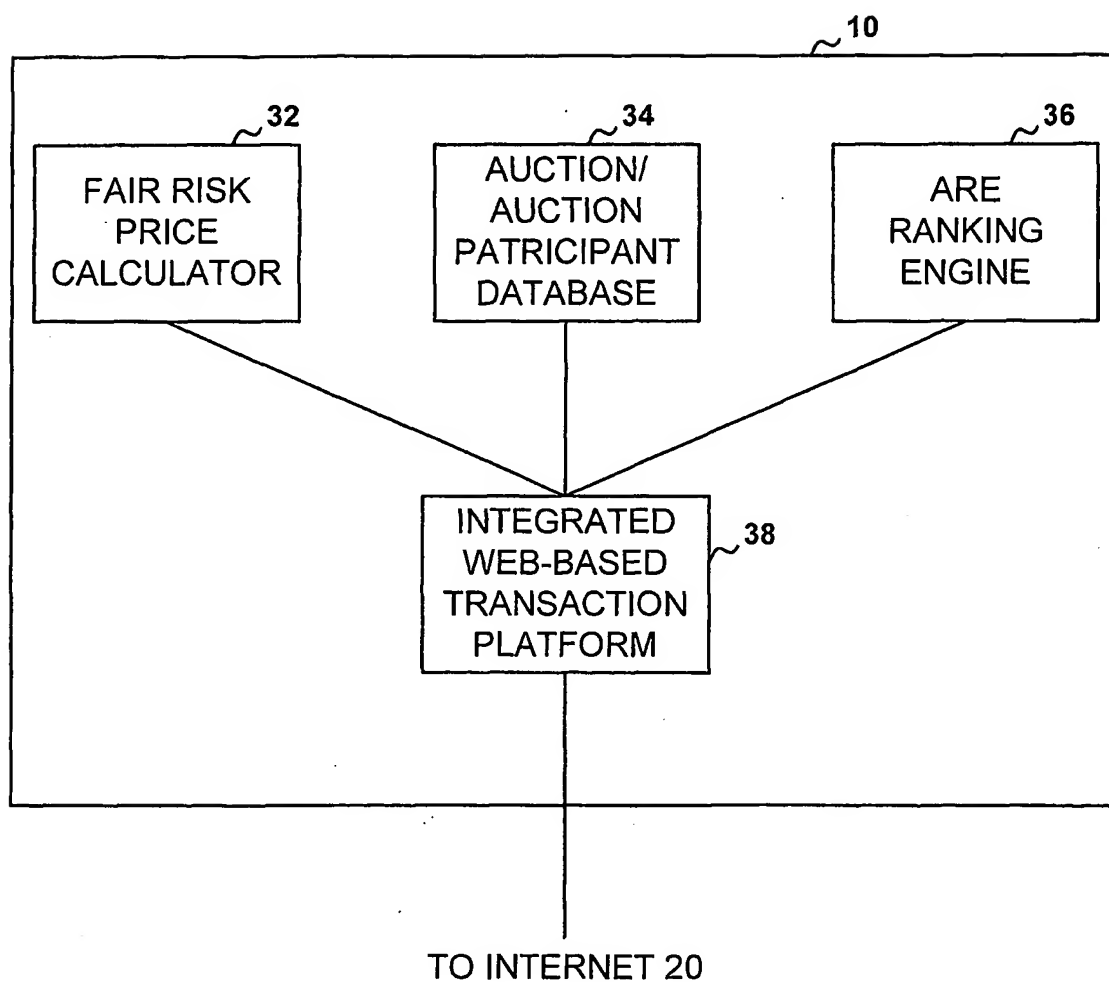 10
32
34
36
FAIR RISK
PRICE
CALCULATOR
AUCTION/
AUCTION
PATRICIPANT
DATABASE
ARE
RANKING
ENGINE
INTEGRATED
WEB-BASED
TRANSACTION
PLATFORM
38
TO INTERNET 20